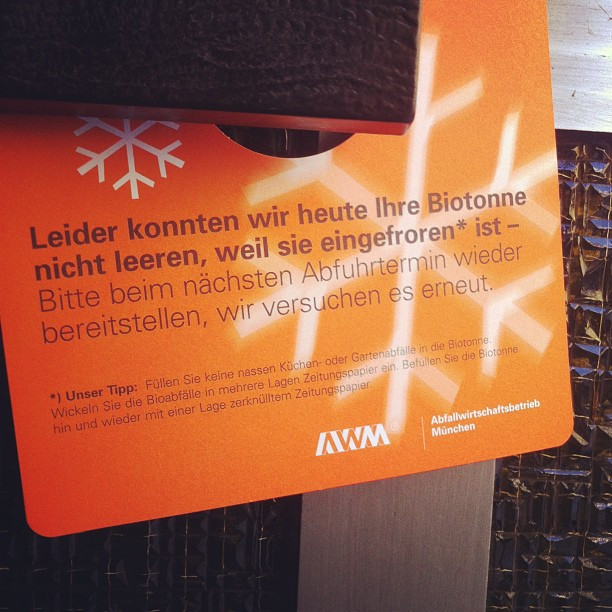 Leider konnten wir heute Ihre Biotonne
nicht leeren, weil sie eingefroren* ist –
Bitte beim nächsten Abfuhrtermin wieder
bereitstellen, wir versuchen es erneut.
*) Unser Tipp: Füllen Sie keine nassen Küchen- oder Gartenabfälle in die Biotonne.
Wickeln Sie die Bioabfälle in mehrere Lagen Zeitungspapier ein. Befüllen Sie die Biotonne
hin und wieder mit einer Lage zerknülltem Zeitungspapier.
AWM®
Abfallwirtschaftsbetrieb
München